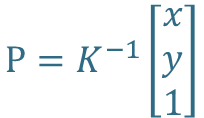 P = K⁻¹ [x
y
1]